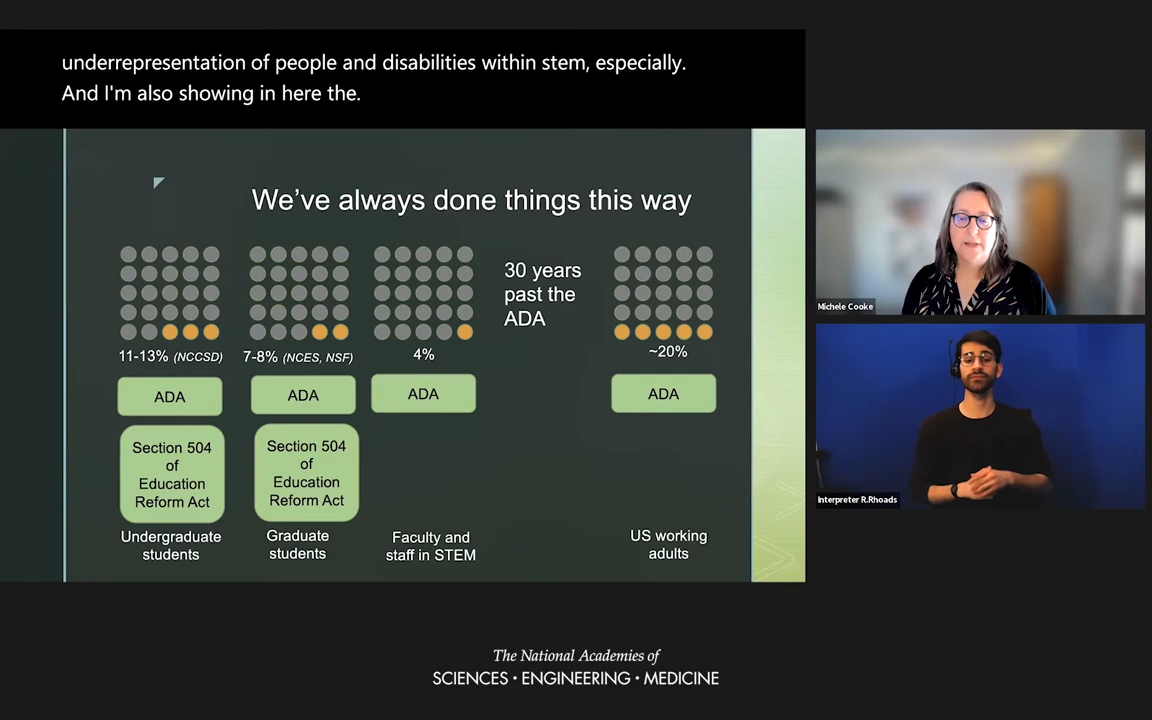 underrepresentation of people and disabilities within stem, especially.
And I'm also showing in here the.
We've always done things this way
30 years
past the
ADA
11-13% (NCCSD)
7-8% (NCES, NSF)
4%
~20%
ADA
ADA
ADA
ADA
Section 504
of
Education
Reform Act
Section 504
of
Education
Reform Act
Undergraduate
students
Graduate
students
Faculty and
staff in STEM
US working
adults
Michele Cooke
Interpreter R.Rhoads
The National Academies of
SCIENCES • ENGINEERING • MEDICINE